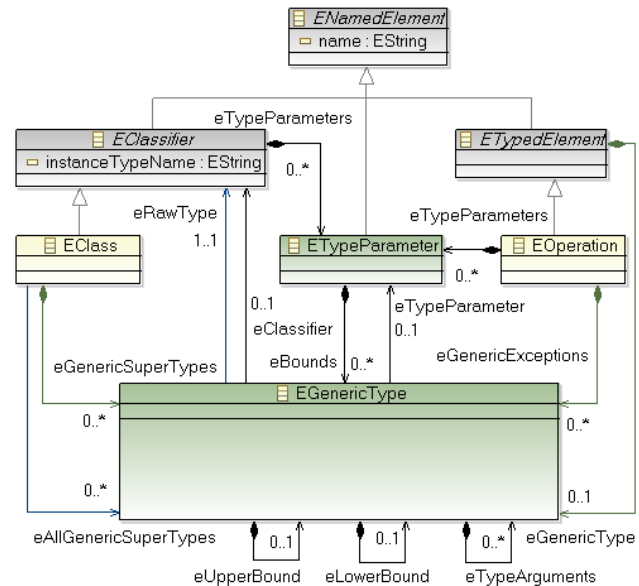 ENamedElement
name : EString
eTypeParameters
EClassifier
instanceTypeName : EString
0..*
ETypedElement
eRawType
1..1
eTypeParameters
EClass
ETypeParameter
EOperation
0..*
0..1
eClassifier
eTypeParameter
0..1
eBounds
0..*
eGenericSuperTypes
eGenericExceptions
EGenericType
0..*
0..*
0..*
0..1
eAllGenericSuperTypes
0..1
0..1
0..*
eGenericType
eUpperBound
eLowerBound
eTypeArguments